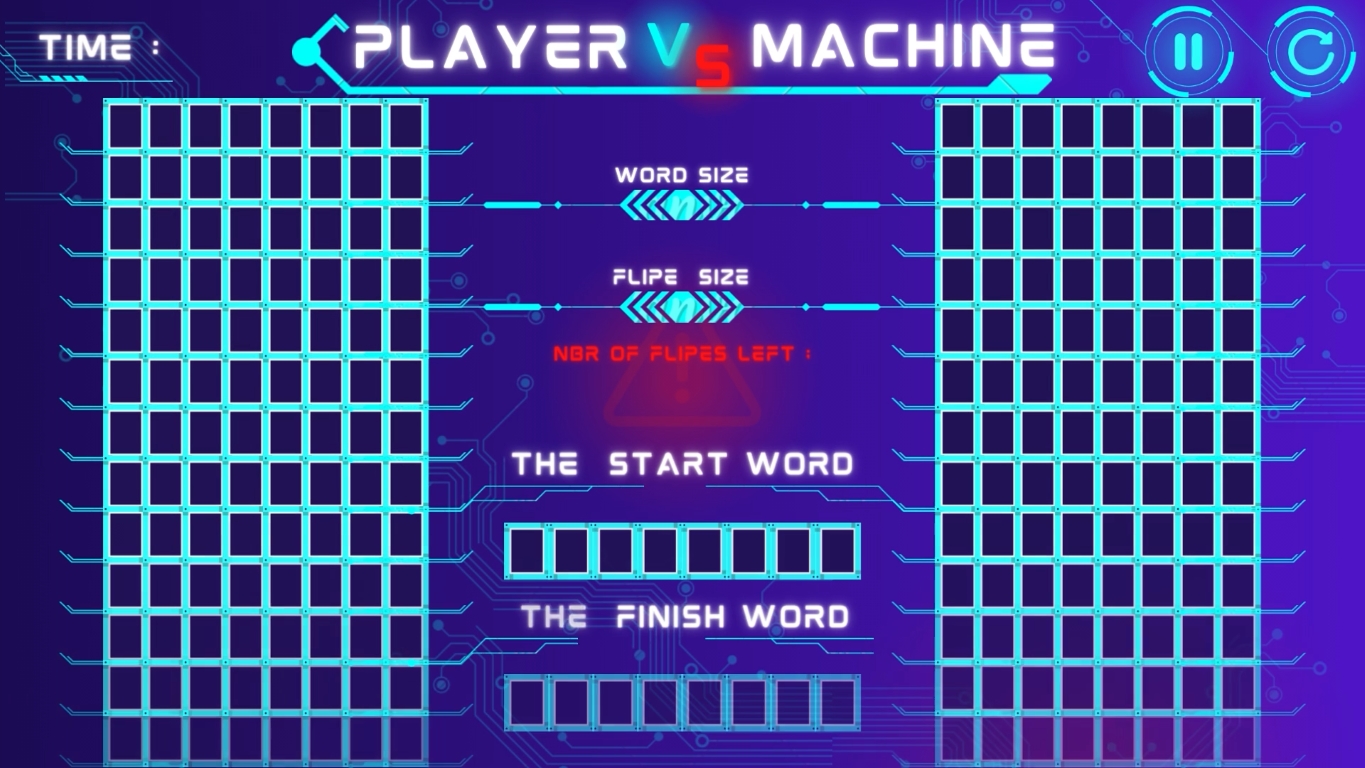 TIME :
PLAYER VS MACHINE
WORD SIZE
n
FLIPE SIZE
n
NBR OF FLIPES LEFT :
THE START WORD
THE FINISH WORD